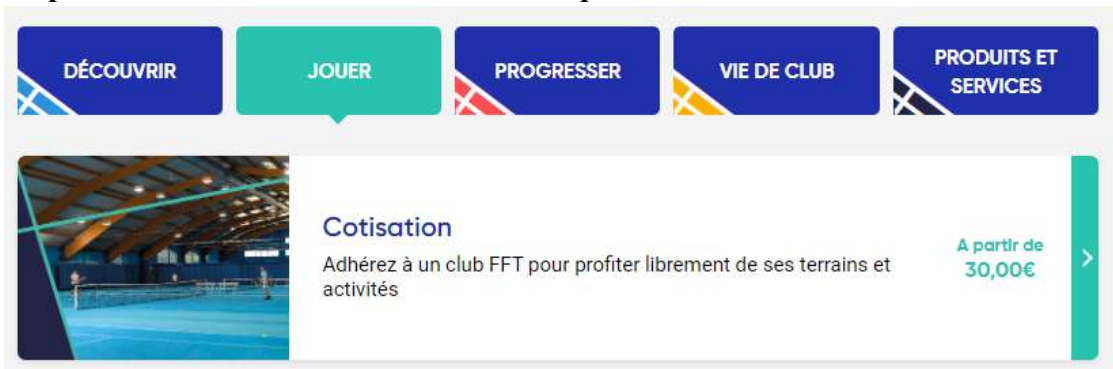 DÉCOUVRIR
JOUER
PROGRESSER
VIE DE CLUB
PRODUITS ET
SERVICES
Cotisation
Adhérez à un club FFT pour profiter librement de ses terrains et
activités
A partir de
30,00€